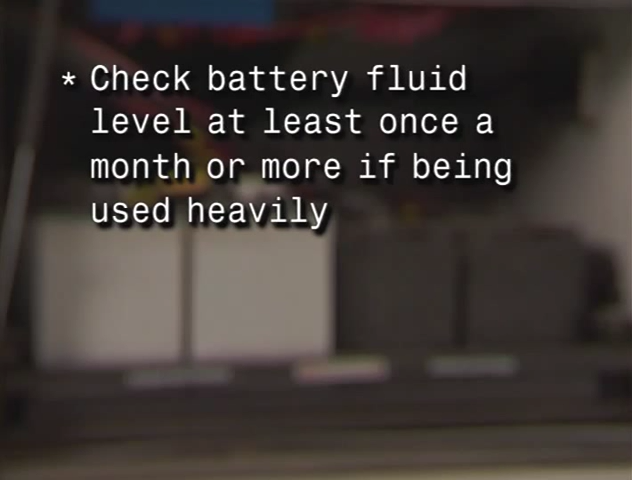 * Check battery fluid
level at least once a
month or more if being
used heavily